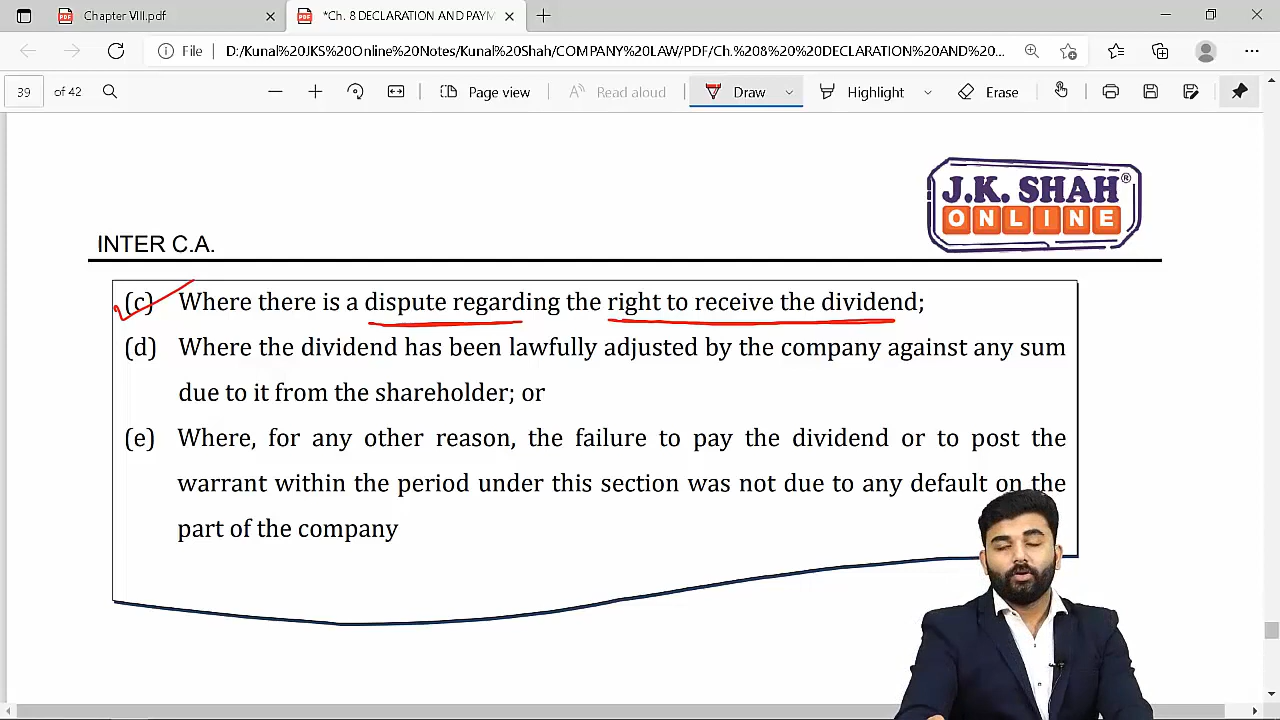 Chapter VIII.pdf
*Ch. 8 DECLARATION AND PAYM
File
D:/Kunal%20JKS%20Online%20Notes/Kunal%20Shah/COMPANY%20LAW/PDF/Ch.%208%20%20DECLARATION%20AND%20...
39 of 42
Page view
Read aloud
Draw
Highlight
Erase
J.K. SHAH®
ONLINE
INTER C.A.
(c) Where there is a dispute regarding the right to receive the dividend;
(d) Where the dividend has been lawfully adjusted by the company against any sum
due to it from the shareholder; or
(e) Where, for any other reason, the failure to pay the dividend or to post the
warrant within the period under this section was not due to any default on the
part of the company